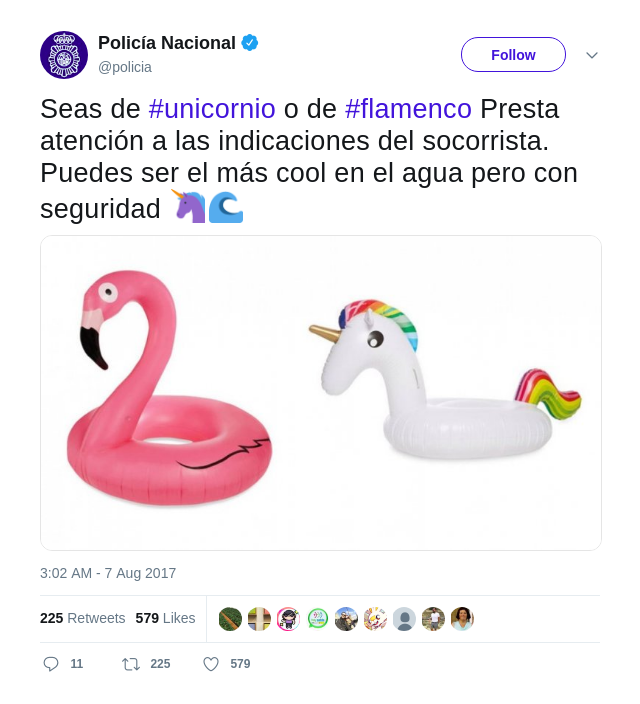 Policía Nacional
@policia
Follow
Seas de #unicornio o de #flamenco Presta
atención a las indicaciones del socorrista.
Puedes ser el más cool en el agua pero con
seguridad 🦄🌊
3:02 AM - 7 Aug 2017
225 Retweets 579 Likes
11 225 579